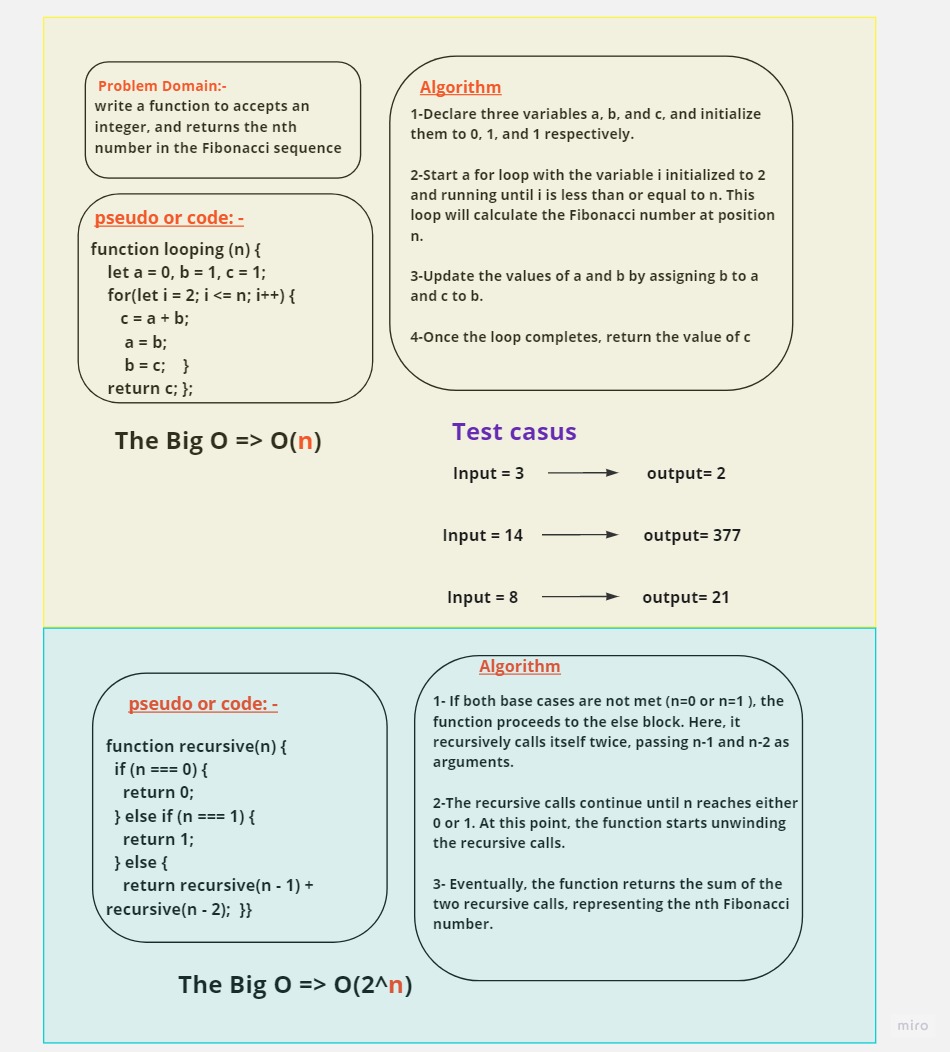 Problem Domain:-
write a function to accepts an
integer, and returns the nth
number in the Fibonacci sequence
pseudo or code: -
function looping (n) {
let a = 0, b = 1, c = 1;
for(let i = 2; i <= n; i++) {
c = a + b;
a = b;
b = c; }
return c; };
The Big O => O(n)
Algorithm
1-Declare three variables a, b, and c, and initialize
them to 0, 1, and 1 respectively.
2-Start a for loop with the variable i initialized to 2
and running until i is less than or equal to n. This
loop will calculate the Fibonacci number at position
n.
3-Update the values of a and b by assigning b to a
and c to b.
4-Once the loop completes, return the value of c
Test casus
Input = 3 output= 2
Input = 14 output= 377
Input = 8 output= 21
pseudo or code: -
function recursive(n) {
if (n === 0) {
return 0;
} else if (n === 1) {
return 1;
} else {
return recursive(n - 1) +
recursive(n - 2); }}
The Big O => O(2^n)
Algorithm
1- If both base cases are not met (n=0 or n=1 ), the
function proceeds to the else block. Here, it
recursively calls itself twice, passing n-1 and n-2 as
arguments.
2-The recursive calls continue until n reaches either
0 or 1. At this point, the function starts unwinding
the recursive calls.
3- Eventually, the function returns the sum of the
two recursive calls, representing the nth Fibonacci
number.
miro